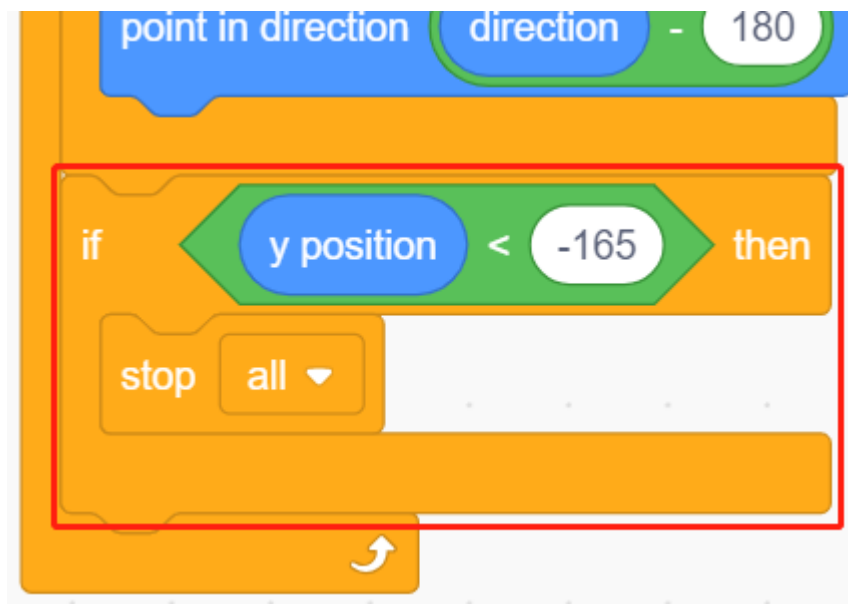 point in direction direction - 180
if y position < -165 then
stop all